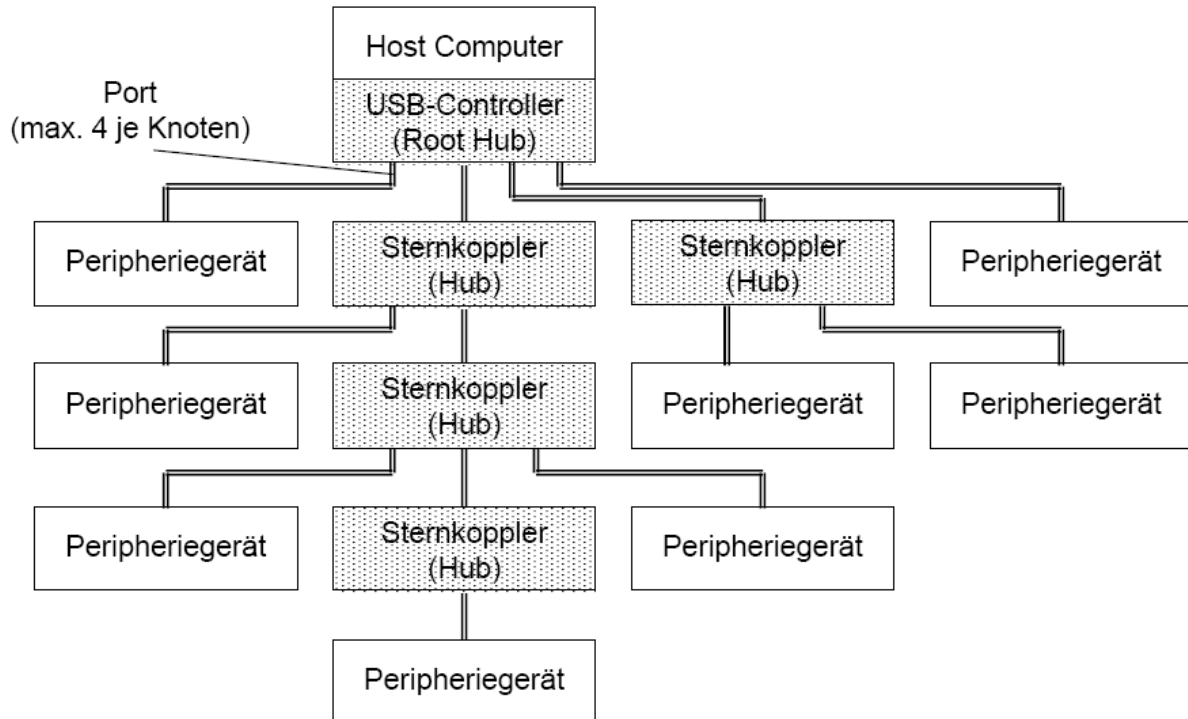 Host Computer
Port
(max. 4 je Knoten)
USB-Controller
(Root Hub)
Peripheriegerät
Sternkoppler
(Hub)
Sternkoppler
(Hub)
Peripheriegerät
Peripheriegerät
Sternkoppler
(Hub)
Peripheriegerät
Peripheriegerät
Peripheriegerät
Sternkoppler
(Hub)
Peripheriegerät
Peripheriegerät